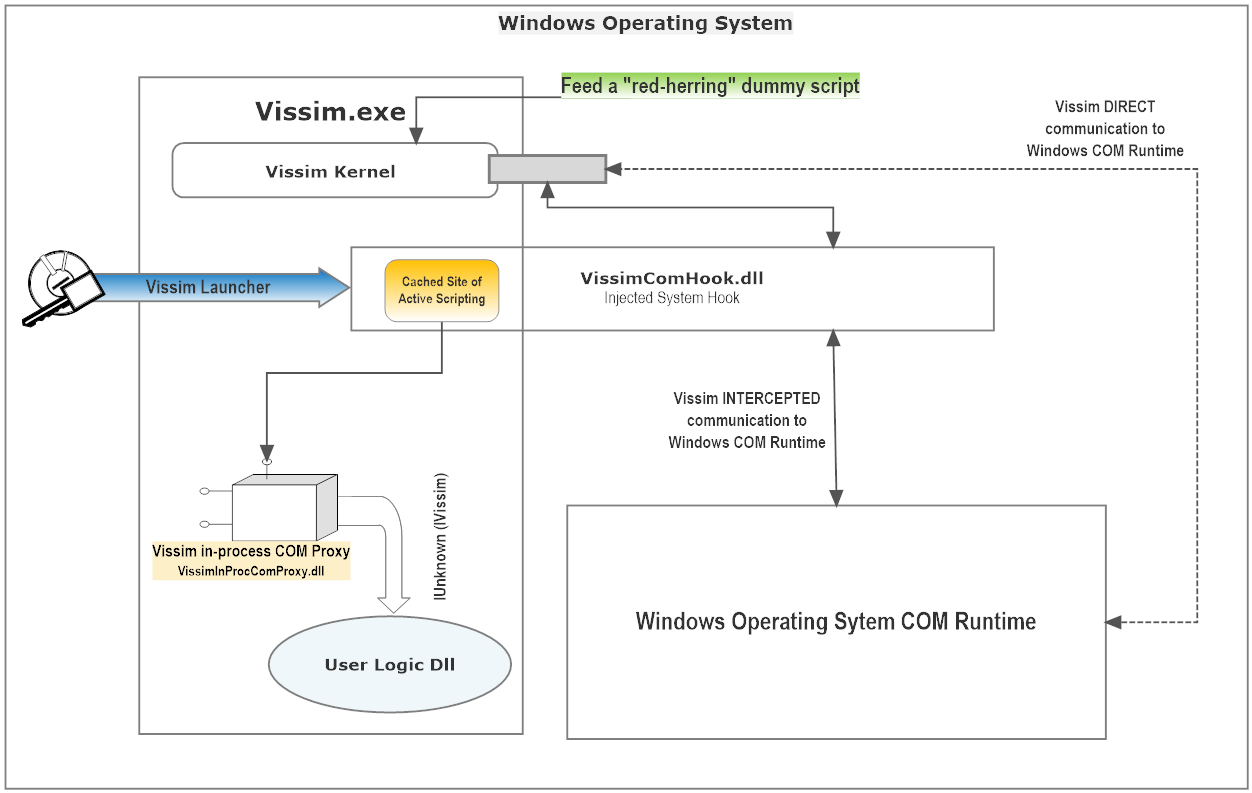 Windows Operating System
Feed a "red-herring" dummy script
Vissim.exe
Vissim DIRECT
communication to
Windows COM Runtime
Vissim Kernel
Vissim Launcher
Cached Site of
Active Scripting
VissimComHook.dll
Injected System Hook
Vissim INTERCEPTED
communication to
Windows COM Runtime
IUnknown (IVissim)
Vissim in-process COM Proxy
VissimInProcComProxy.dll
Windows Operating Sytem COM Runtime
User Logic Dll